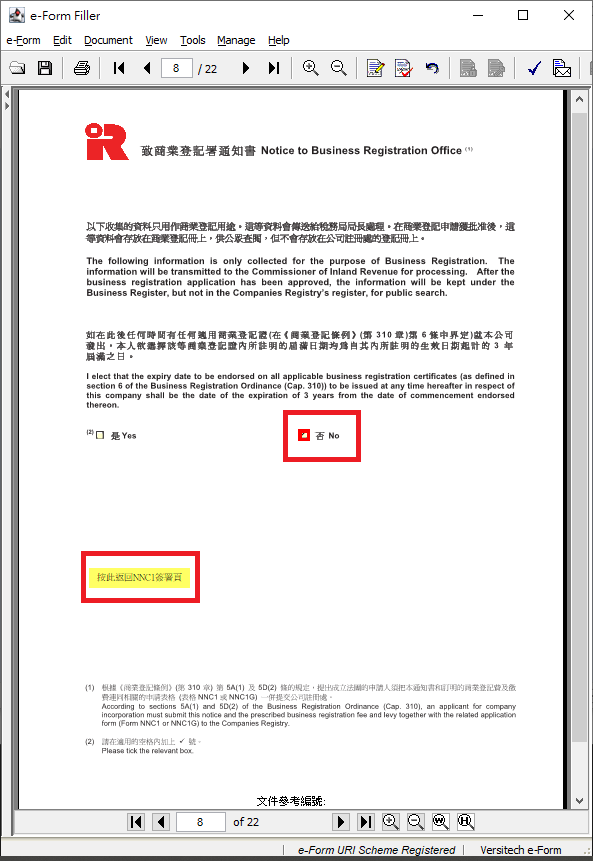 e-Form Filler
e-Form Edit Document View Tools Manage Help
8 / 22
IR
致商業登記署通知書 Notice to Business Registration Office (1)
以下收集的資料只用作商業登記用途。這等資料會傳送給稅務局局長處理。在商業登記申請獲批准後，這
等資料會存放在商業登記冊上，供公眾查閱，但不會存放在公司註冊處的登記冊上。
The following information is only collected for the purpose of Business Registration. The
information will be transmitted to the Commissioner of Inland Revenue for processing. After the
business registration application has been approved, the information will be kept under the
Business Register, but not in the Companies Registry's register, for public search.
如在此後任何時間有任何適用商業登記證(在《商業登記條例》(第 310 章)第 6 條中界定)就本公司
發出，本人欲選擇該等商業登記證內所註明的屆滿日期均為自其內所註明的生效日期起計的 3 年
屆滿之日。
I elect that the expiry date to be endorsed on all applicable business registration certificates (as defined in
section 6 of the Business Registration Ordinance (Cap. 310)) to be issued at any time hereafter in respect of
this company shall be the date of the expiration of 3 years from the date of commencement endorsed
thereon.
(2) 是 Yes 否 No
按此返回NNC1簽署頁
(1) 根據《商業登記條例》(第 310 章) 第 5A(1) 及 5D(2) 條的規定，提出成立法團的申請人須把本通知書和訂明的商業登記費及徵
費連同相關的申請表格 (表格 NNC1 或 NNC1G) 一併提交公司註冊處。
According to sections 5A(1) and 5D(2) of the Business Registration Ordinance (Cap. 310), an applicant for company
incorporation must submit this notice and the prescribed business registration fee and levy together with the related application
form (Form NNC1 or NNC1G) to the Companies Registry.
(2) 請在適用的空格內加上 ✓ 號。
Please tick the relevant box.
文件參考編號:
8 of 22
e-Form URI Scheme Registered Versitech e-Form